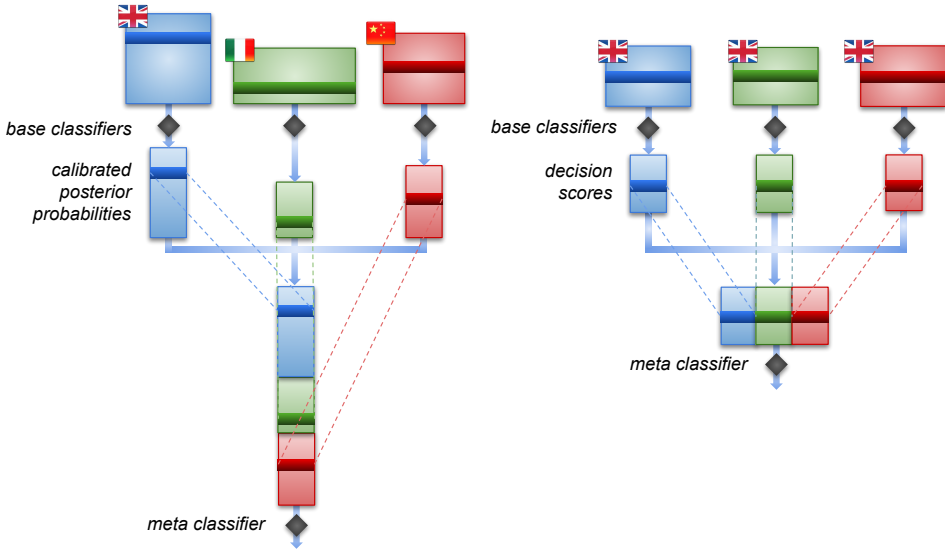 base classifiers
calibrated
posterior
probabilities
meta classifier
base classifiers
decision
scores
meta classifier